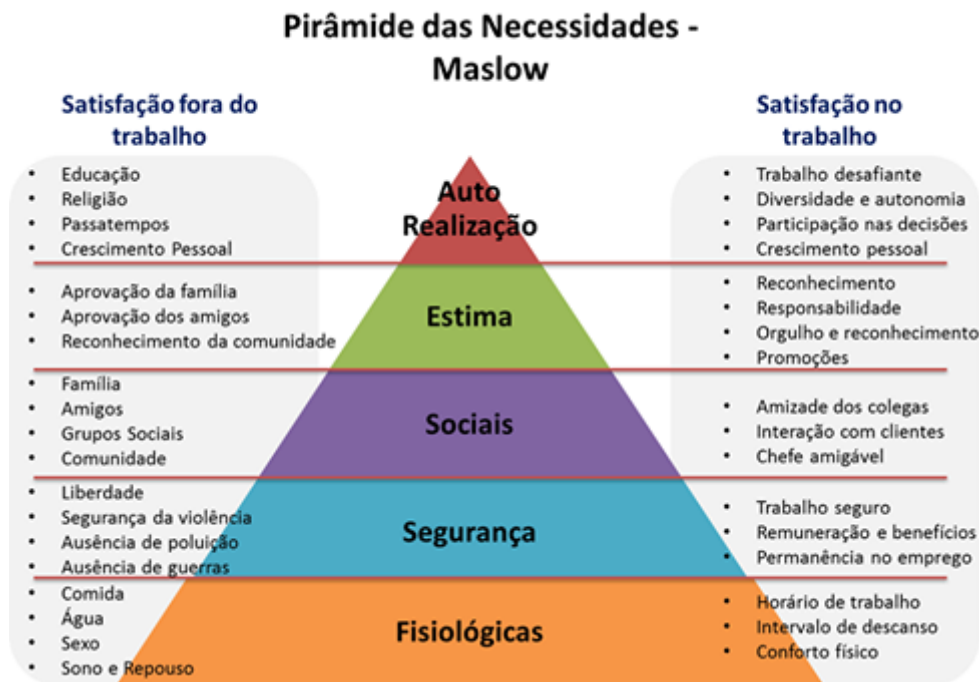 Pirâmide das Necessidades -
Maslow
Satisfação fora do
trabalho
Satisfação no
trabalho
• Educação
• Religião
• Passatempos
• Crescimento Pessoal
Auto
Realização
• Trabalho desafiante
• Diversidade e autonomia
• Participação nas decisões
• Crescimento pessoal
• Aprovação da família
• Aprovação dos amigos
• Reconhecimento da comunidade
Estima
• Reconhecimento
• Responsabilidade
• Orgulho e reconhecimento
• Promoções
• Família
• Amigos
• Grupos Sociais
• Comunidade
Sociais
• Amizade dos colegas
• Interação com clientes
• Chefe amigável
• Liberdade
• Segurança da violência
• Ausência de poluição
• Ausência de guerras
Segurança
• Trabalho seguro
• Remuneração e benefícios
• Permanência no emprego
• Comida
• Água
• Sexo
• Sono e Repouso
Fisiológicas
• Horário de trabalho
• Intervalo de descanso
• Conforto físico